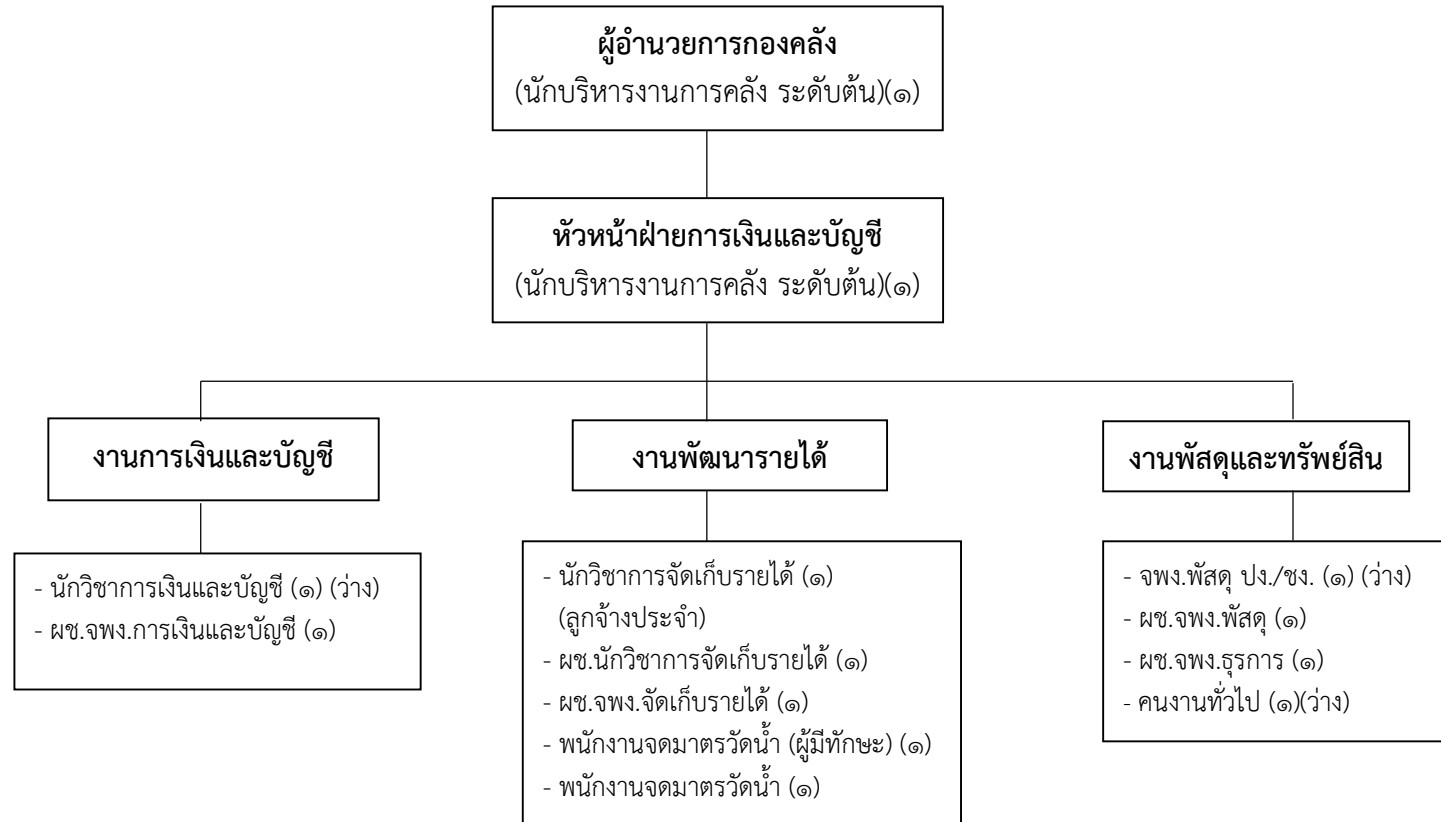 ผู้อำนวยการกองคลัง
(นักบริหารงานการคลัง ระดับต้น)(๑)
หัวหน้าฝ่ายการเงินและบัญชี
(นักบริหารงานการคลัง ระดับต้น)(๑)
งานการเงินและบัญชี
- นักวิชาการเงินและบัญชี (๑) (ว่าง)
- ผช.จพง.การเงินและบัญชี (๑)
งานพัฒนารายได้
- นักวิชาการจัดเก็บรายได้ (๑)
(ลูกจ้างประจำ)
- ผช.นักวิชาการจัดเก็บรายได้ (๑)
- ผช.จพง.จัดเก็บรายได้ (๑)
- พนักงานจดมาตรวัดน้ำ (ผู้มีทักษะ) (๑)
- พนักงานจดมาตรวัดน้ำ (๑)
งานพัสดุและทรัพย์สิน
- จพง.พัสดุ ปง./ชง. (๑) (ว่าง)
- ผช.จพง.พัสดุ (๑)
- ผช.จพง.ธุรการ (๑)
- คนงานทั่วไป (๑)(ว่าง)